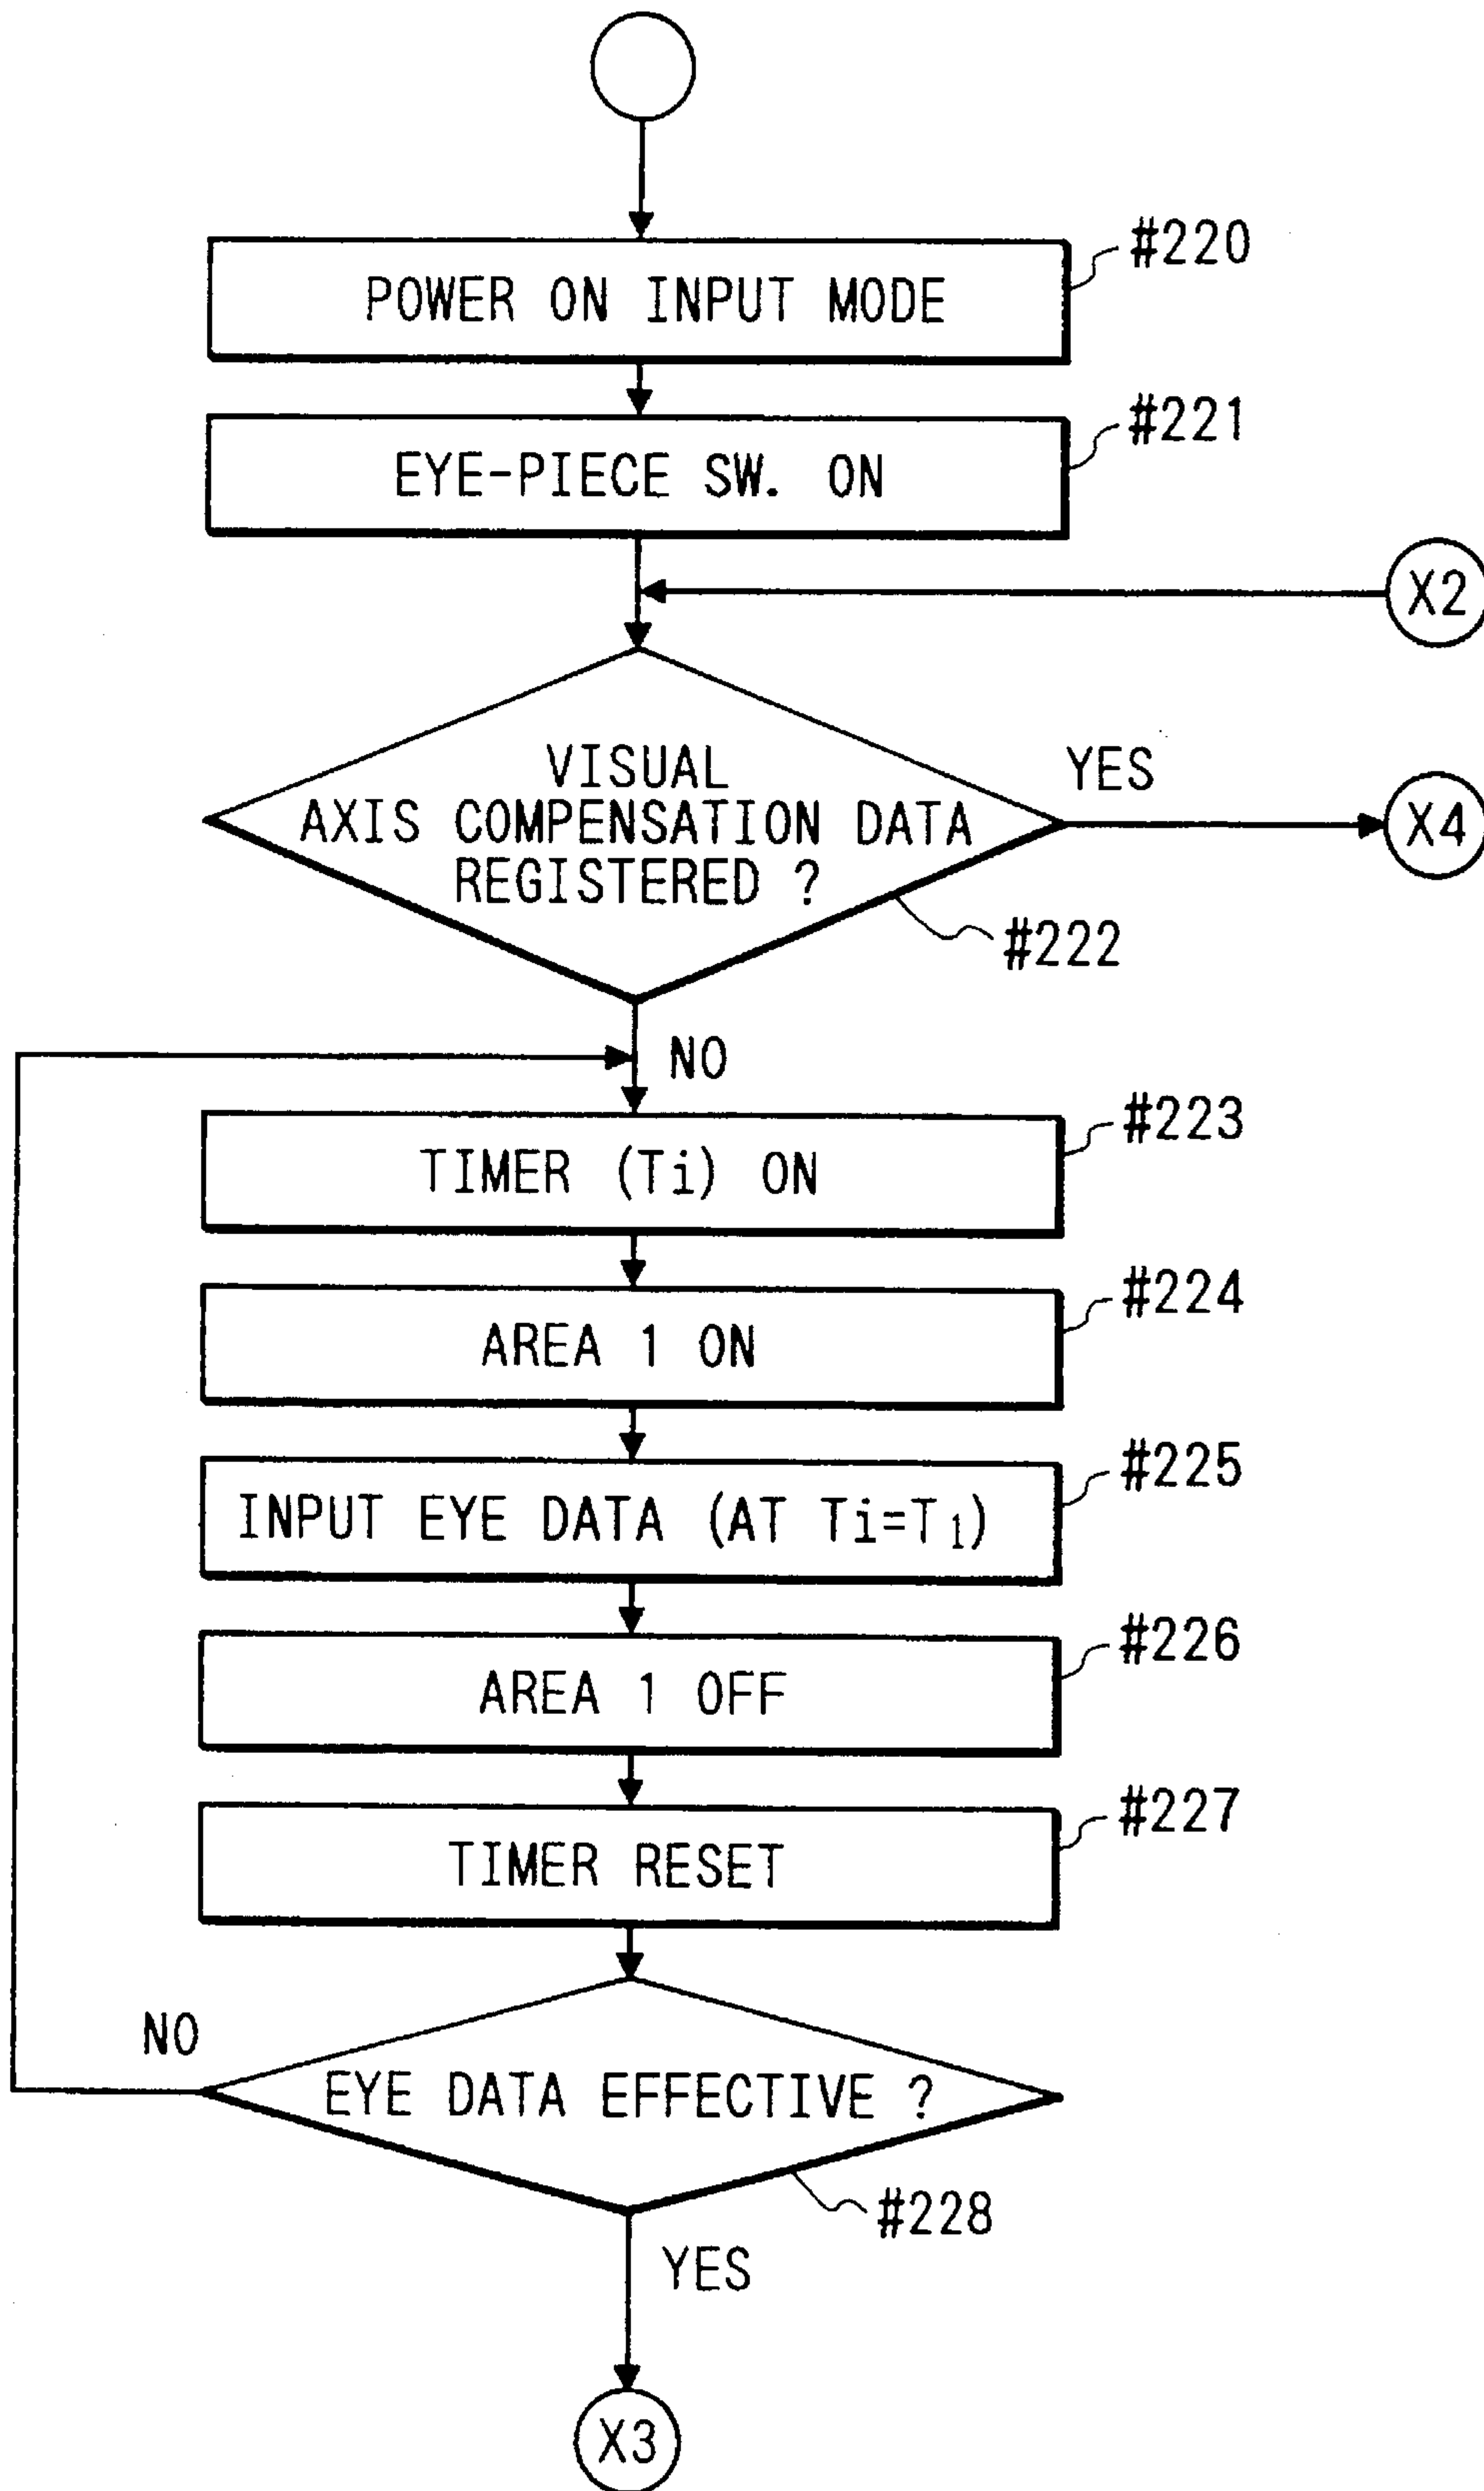 #220
POWER ON INPUT MODE
#221
EYE-PIECE SW. ON
X2
VISUAL
YES
AXIS COMPENSATION DATA
X4
REGISTERED ?
#222
NO
#223
TIMER (Ti) ON
#224
AREA 1 ON
#225
INPUT EYE DATA (AT Ti=T₁)
#226
AREA 1 OFF
#227
TIMER RESET
NO
EYE DATA EFFECTIVE ?
#228
YES
X3